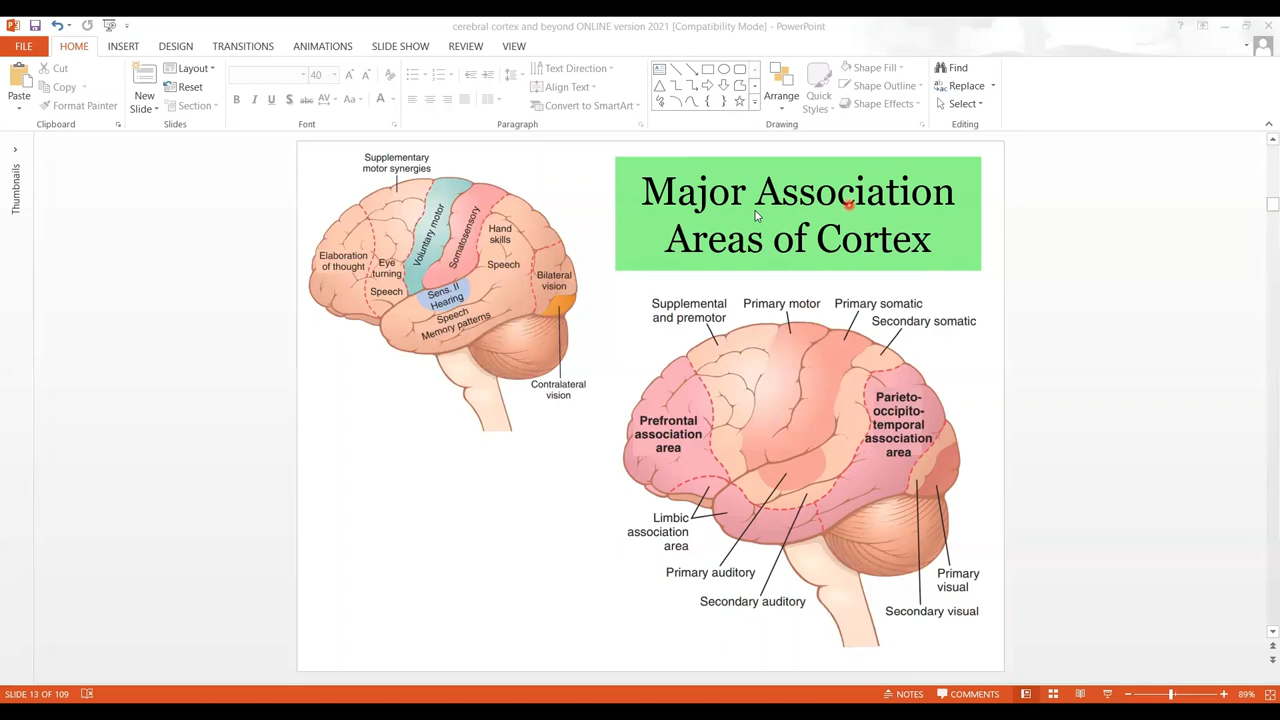 cerebral cortex and beyond ONLINE version 2021 [Compatibility Mode] - PowerPoint
FILE HOME INSERT DESIGN TRANSITIONS ANIMATIONS SLIDE SHOW REVIEW VIEW
Paste
Cut
Copy
Format Painter
Clipboard
New
Slide
Layout
Reset
Section
Slides
40
B I U S abc AV Aa A
Font
Text Direction
Align Text
Convert to SmartArt
Paragraph
Arrange
Quick
Styles
Shape Fill
Shape Outline
Shape Effects
Drawing
Find
Replace
Select
Editing
Thumbnails
Supplementary
motor synergies
Voluntary motor
Somatosensory
Hand
skills
Elaboration
of thought
Eye
turning
Speech
Speech
Sens. II
Hearing
Bilateral
vision
Speech
Memory patterns
Contralateral
vision
Major Association
Areas of Cortex
Supplemental
and premotor
Primary motor
Primary somatic
Secondary somatic
Prefrontal
association
area
Parieto-
occipito-
temporal
association
area
Limbic
association
area
Primary auditory
Secondary auditory
Primary
visual
Secondary visual
SLIDE 13 OF 109
NOTES
COMMENTS
89%